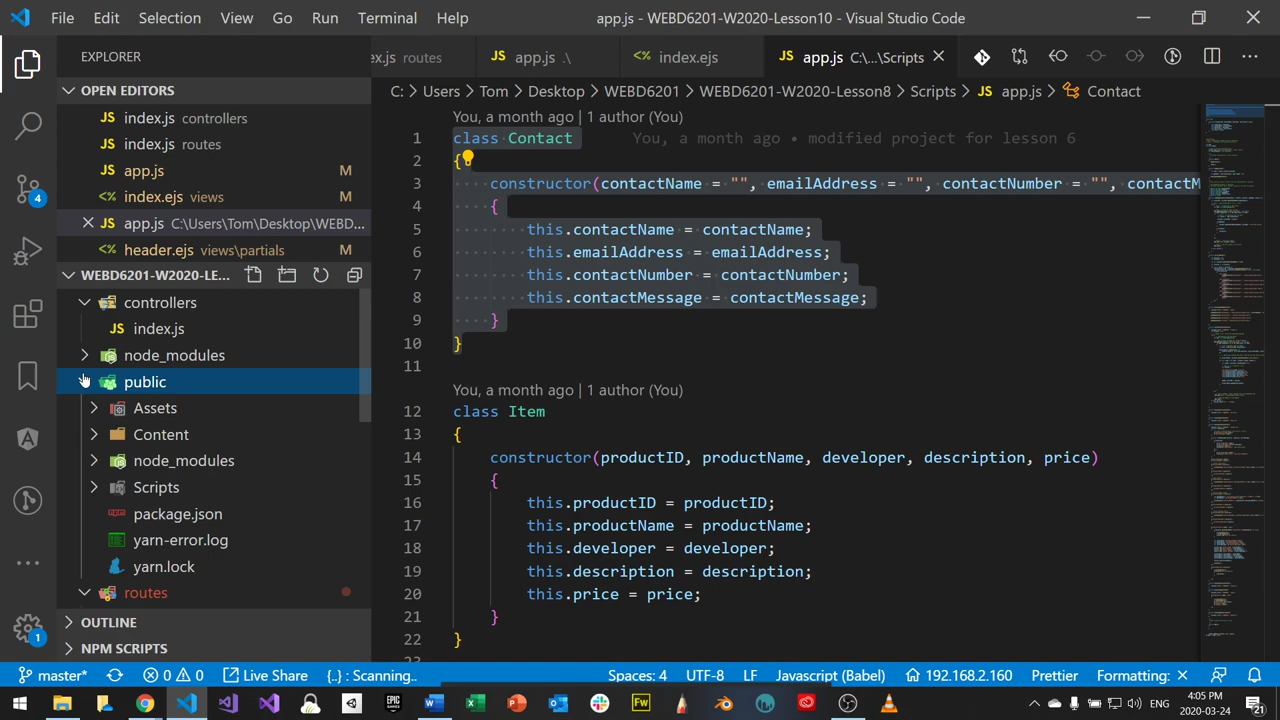 File Edit Selection View Go Run Terminal Help app.js - WEBD6201-W2020-Lesson10 - Visual Studio Code
EXPLORER
ex.js routes JS app.js .\ <% index.ejs JS app.js C:\...\Scripts
OPEN EDITORS
C: > Users > Tom > Desktop > WEBD6201 > WEBD6201-W2020-Lesson8 > Scripts > JS app.js > Contact
JS index.js controllers
JS index.js routes
JS app.js M
<% index.ejs views M
JS app.js C:\Users\Tom\Desktop\WEBD
<% header.ejs views\partials M
WEBD6201-W2020-LE...
controllers
JS index.js
node_modules
public
Assets
Content
node_modules
Scripts
package.json
yarn-error.log
yarn.lock
routes
OUTLINE
NPM SCRIPTS
4
1
You, a month ago | 1 author (You)
1 class Contact You, a month ago • modified project for lesson 6
2 {
3 constructor(contactName = "", emailAddress = "", contactNumber = "", contactM
4 {
5 this.contactName = contactName;
6 this.emailAddress = emailAddress;
7 this.contactNumber = contactNumber;
8 this.contactMessage = contactMessage;
9 }
10 }
11
You, a month ago | 1 author (You)
12 class Item
13 {
14 constructor(productID, productName, developer, description, price)
15 {
16 this.productID = productID;
17 this.productName = productName;
18 this.developer = developer;
19 this.description = description;
20 this.price = price;
21 }
22 }
23
master* 0 0 Live Share {..} : Scanning.. Spaces: 4 UTF-8 LF Javascript (Babel) 192.168.2.160 Prettier Formatting: ×
4:05 PM
2020-03-24
21